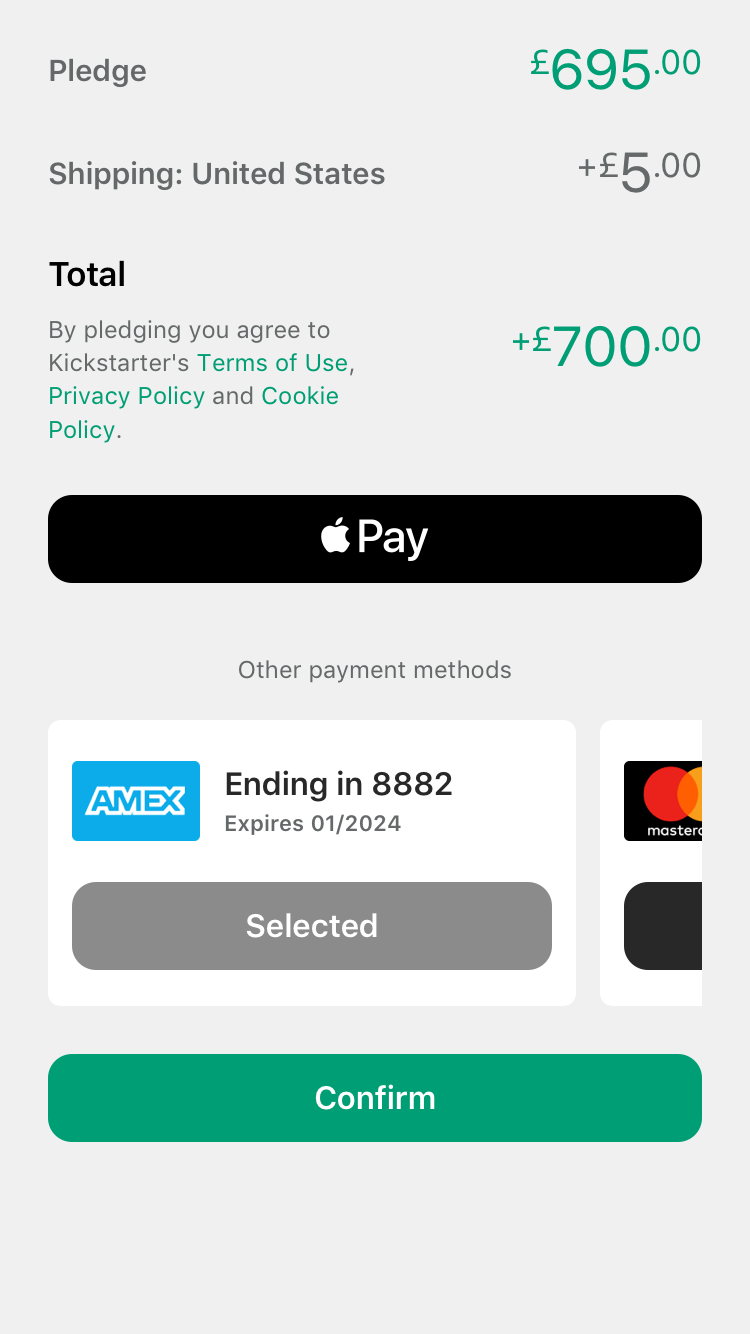 Pledge £695.00
Shipping: United States +£5.00
Total
By pledging you agree to
Kickstarter's Terms of Use,
Privacy Policy and Cookie
Policy.
+£700.00
Pay
Other payment methods
AMEX
Ending in 8882
Expires 01/2024
Selected
Confirm